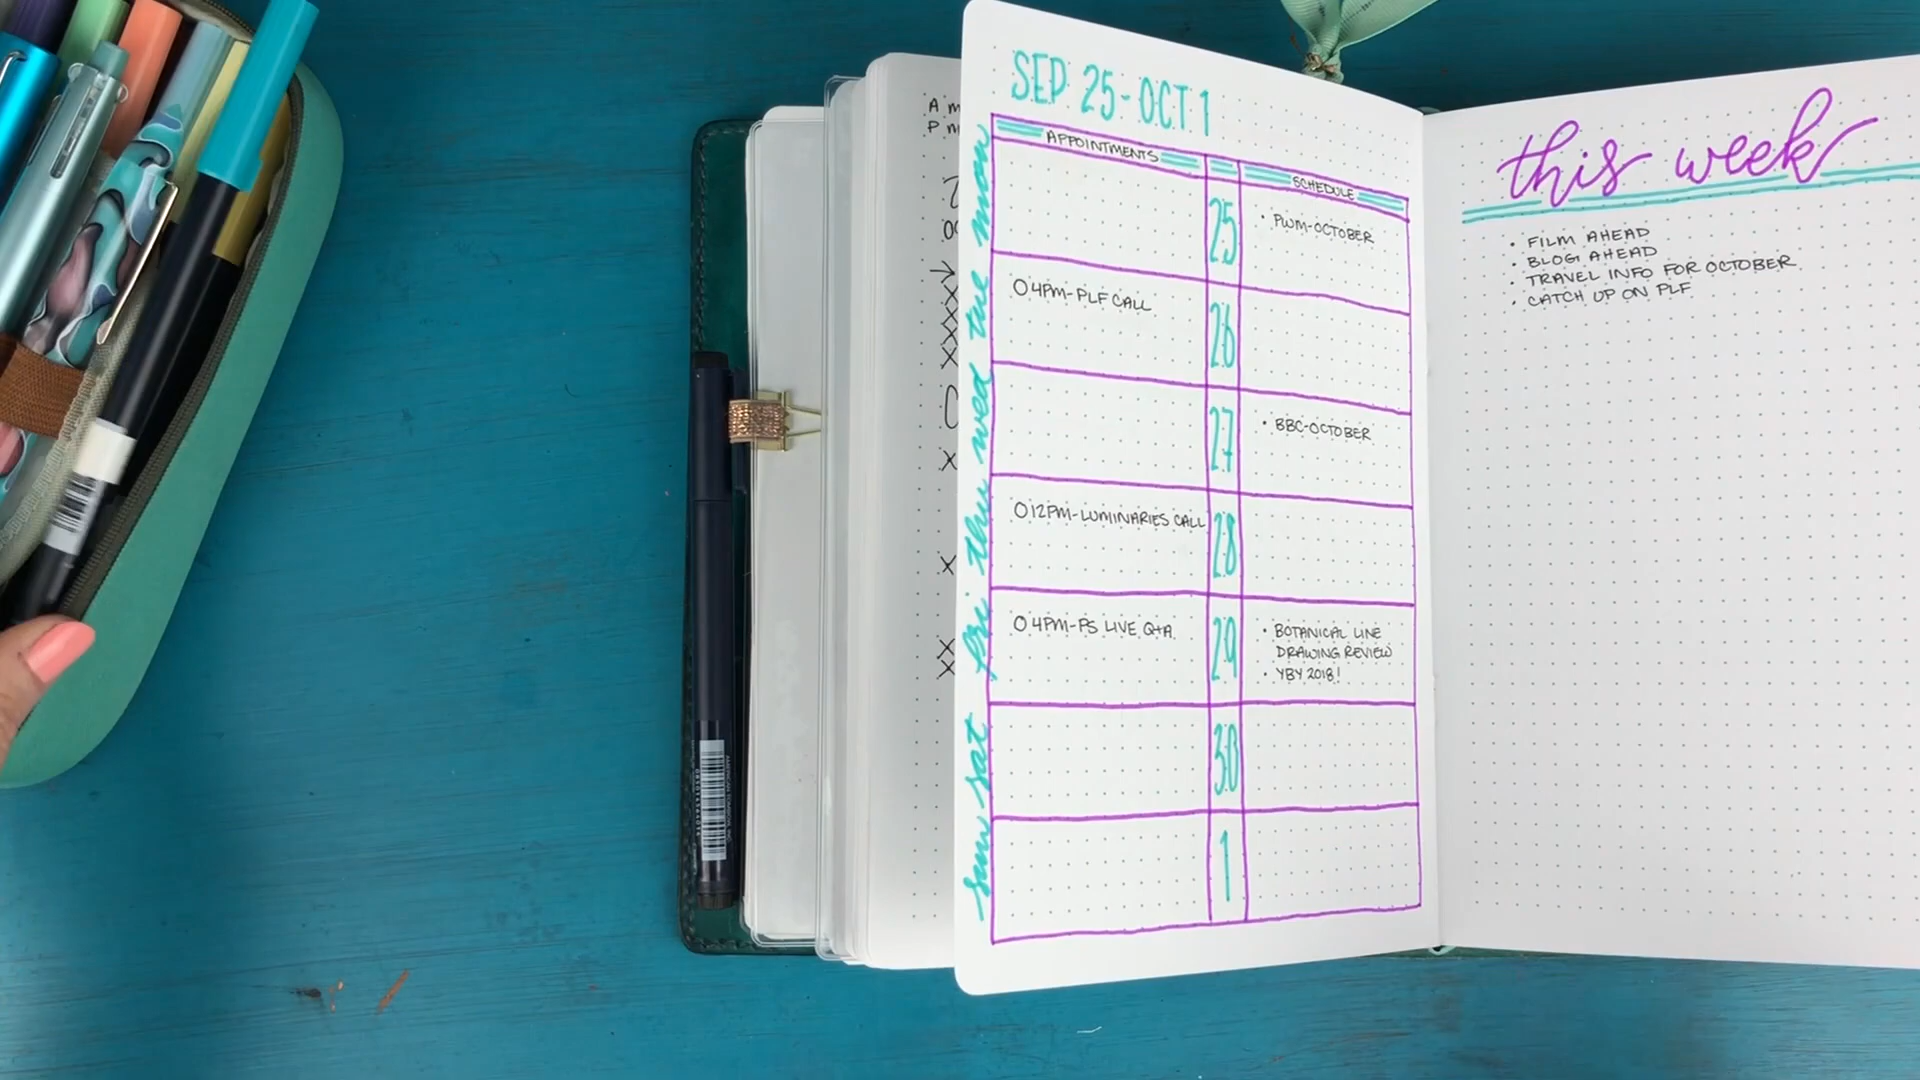 SEP 25-OCT 1
APPOINTMENTS
SCHEDULE
mon
25
• PWM-OCTOBER
tue
O 4PM-PLF CALL
26
wed
27
• BBC-OCTOBER
thu
O 12PM-LUMINARIES CALL
28
fri
O 4PM-PS LIVE Q+A
29
• BOTANICAL LINE
DRAWING REVIEW
• YBY 2018!
sat
30
sun
1
this week
• FILM AHEAD
• BLOG AHEAD
• TRAVEL INFO FOR OCTOBER
• CATCH UP ON PLF